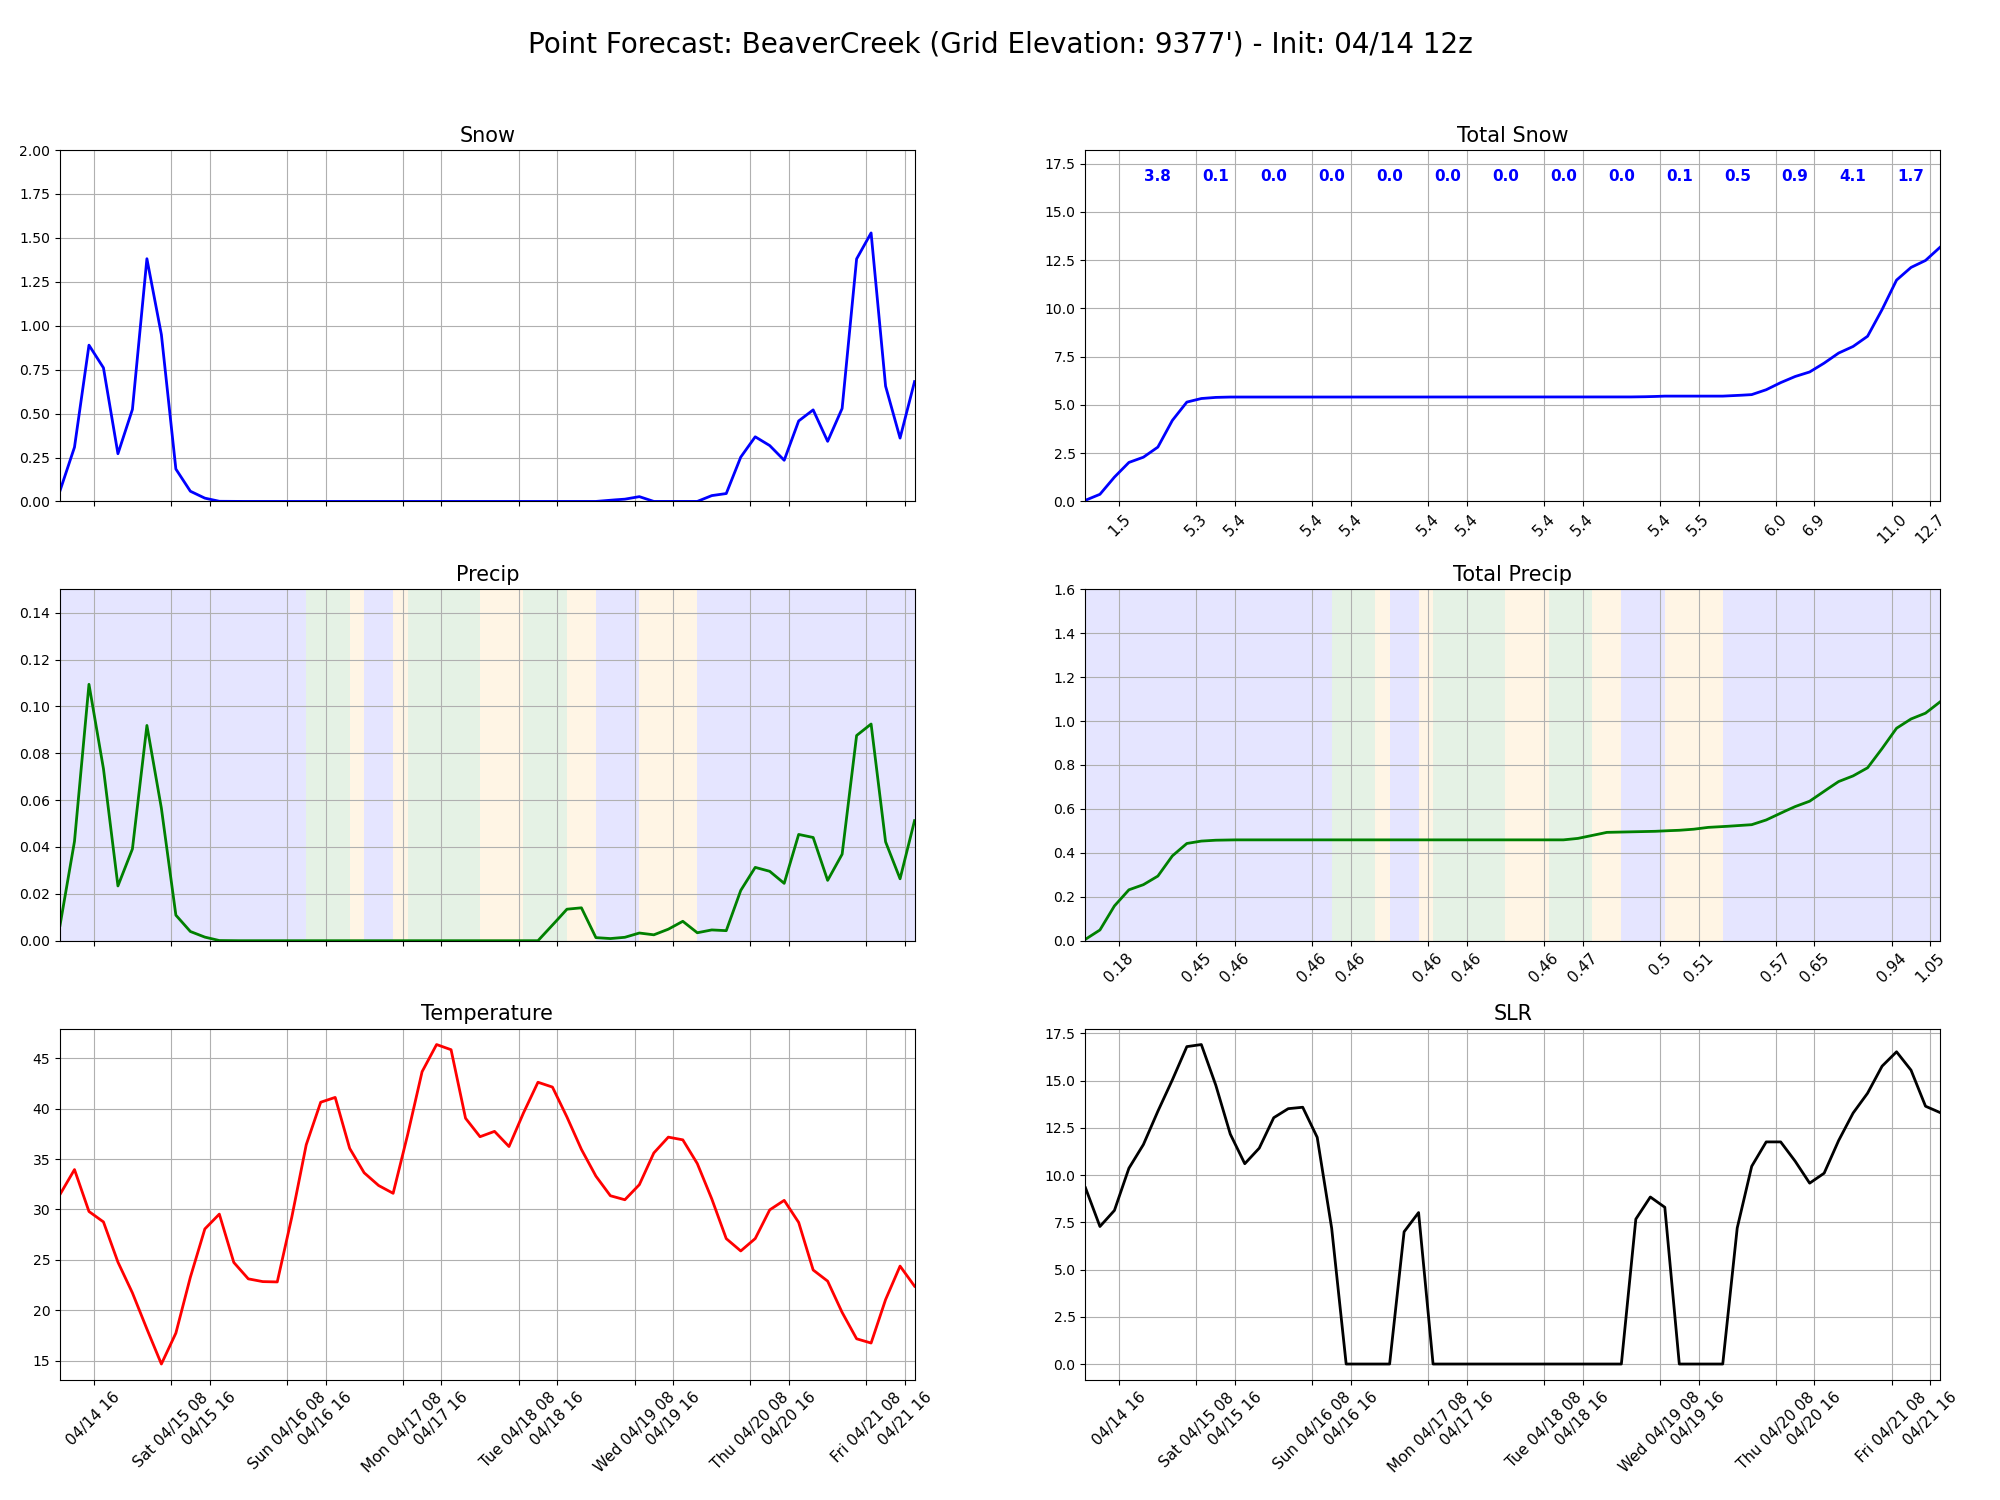 Point Forecast: BeaverCreek (Grid Elevation: 9377') - Init: 04/14 12z
Snow
2.00
1.75
1.50
1.25
1.00
0.75
0.50
0.25
0.00
Total Snow
17.5
15.0
12.5
10.0
7.5
5.0
2.5
0.0
3.8 0.1 0.0 0.0 0.0 0.0 0.0 0.0 0.0 0.1 0.5 0.9 4.1 1.7
1.5 5.3 5.4 5.4 5.4 5.4 5.4 5.4 5.4 5.4 5.5 6.0 6.9 11.0 12.7
Precip
0.14
0.12
0.10
0.08
0.06
0.04
0.02
0.00
Total Precip
1.6
1.4
1.2
1.0
0.8
0.6
0.4
0.2
0.0
0.18 0.45 0.46 0.46 0.46 0.46 0.46 0.46 0.47 0.5 0.51 0.57 0.65 0.94 1.05
Temperature
45
40
35
30
25
20
15
04/14 16
Sat 04/15 08
04/15 16
Sun 04/16 08
04/16 16
Mon 04/17 08
04/17 16
Tue 04/18 08
04/18 16
Wed 04/19 08
04/19 16
Thu 04/20 08
04/20 16
Fri 04/21 08
04/21 16
SLR
17.5
15.0
12.5
10.0
7.5
5.0
2.5
0.0
04/14 16
Sat 04/15 08
04/15 16
Sun 04/16 08
04/16 16
Mon 04/17 08
04/17 16
Tue 04/18 08
04/18 16
Wed 04/19 08
04/19 16
Thu 04/20 08
04/20 16
Fri 04/21 08
04/21 16